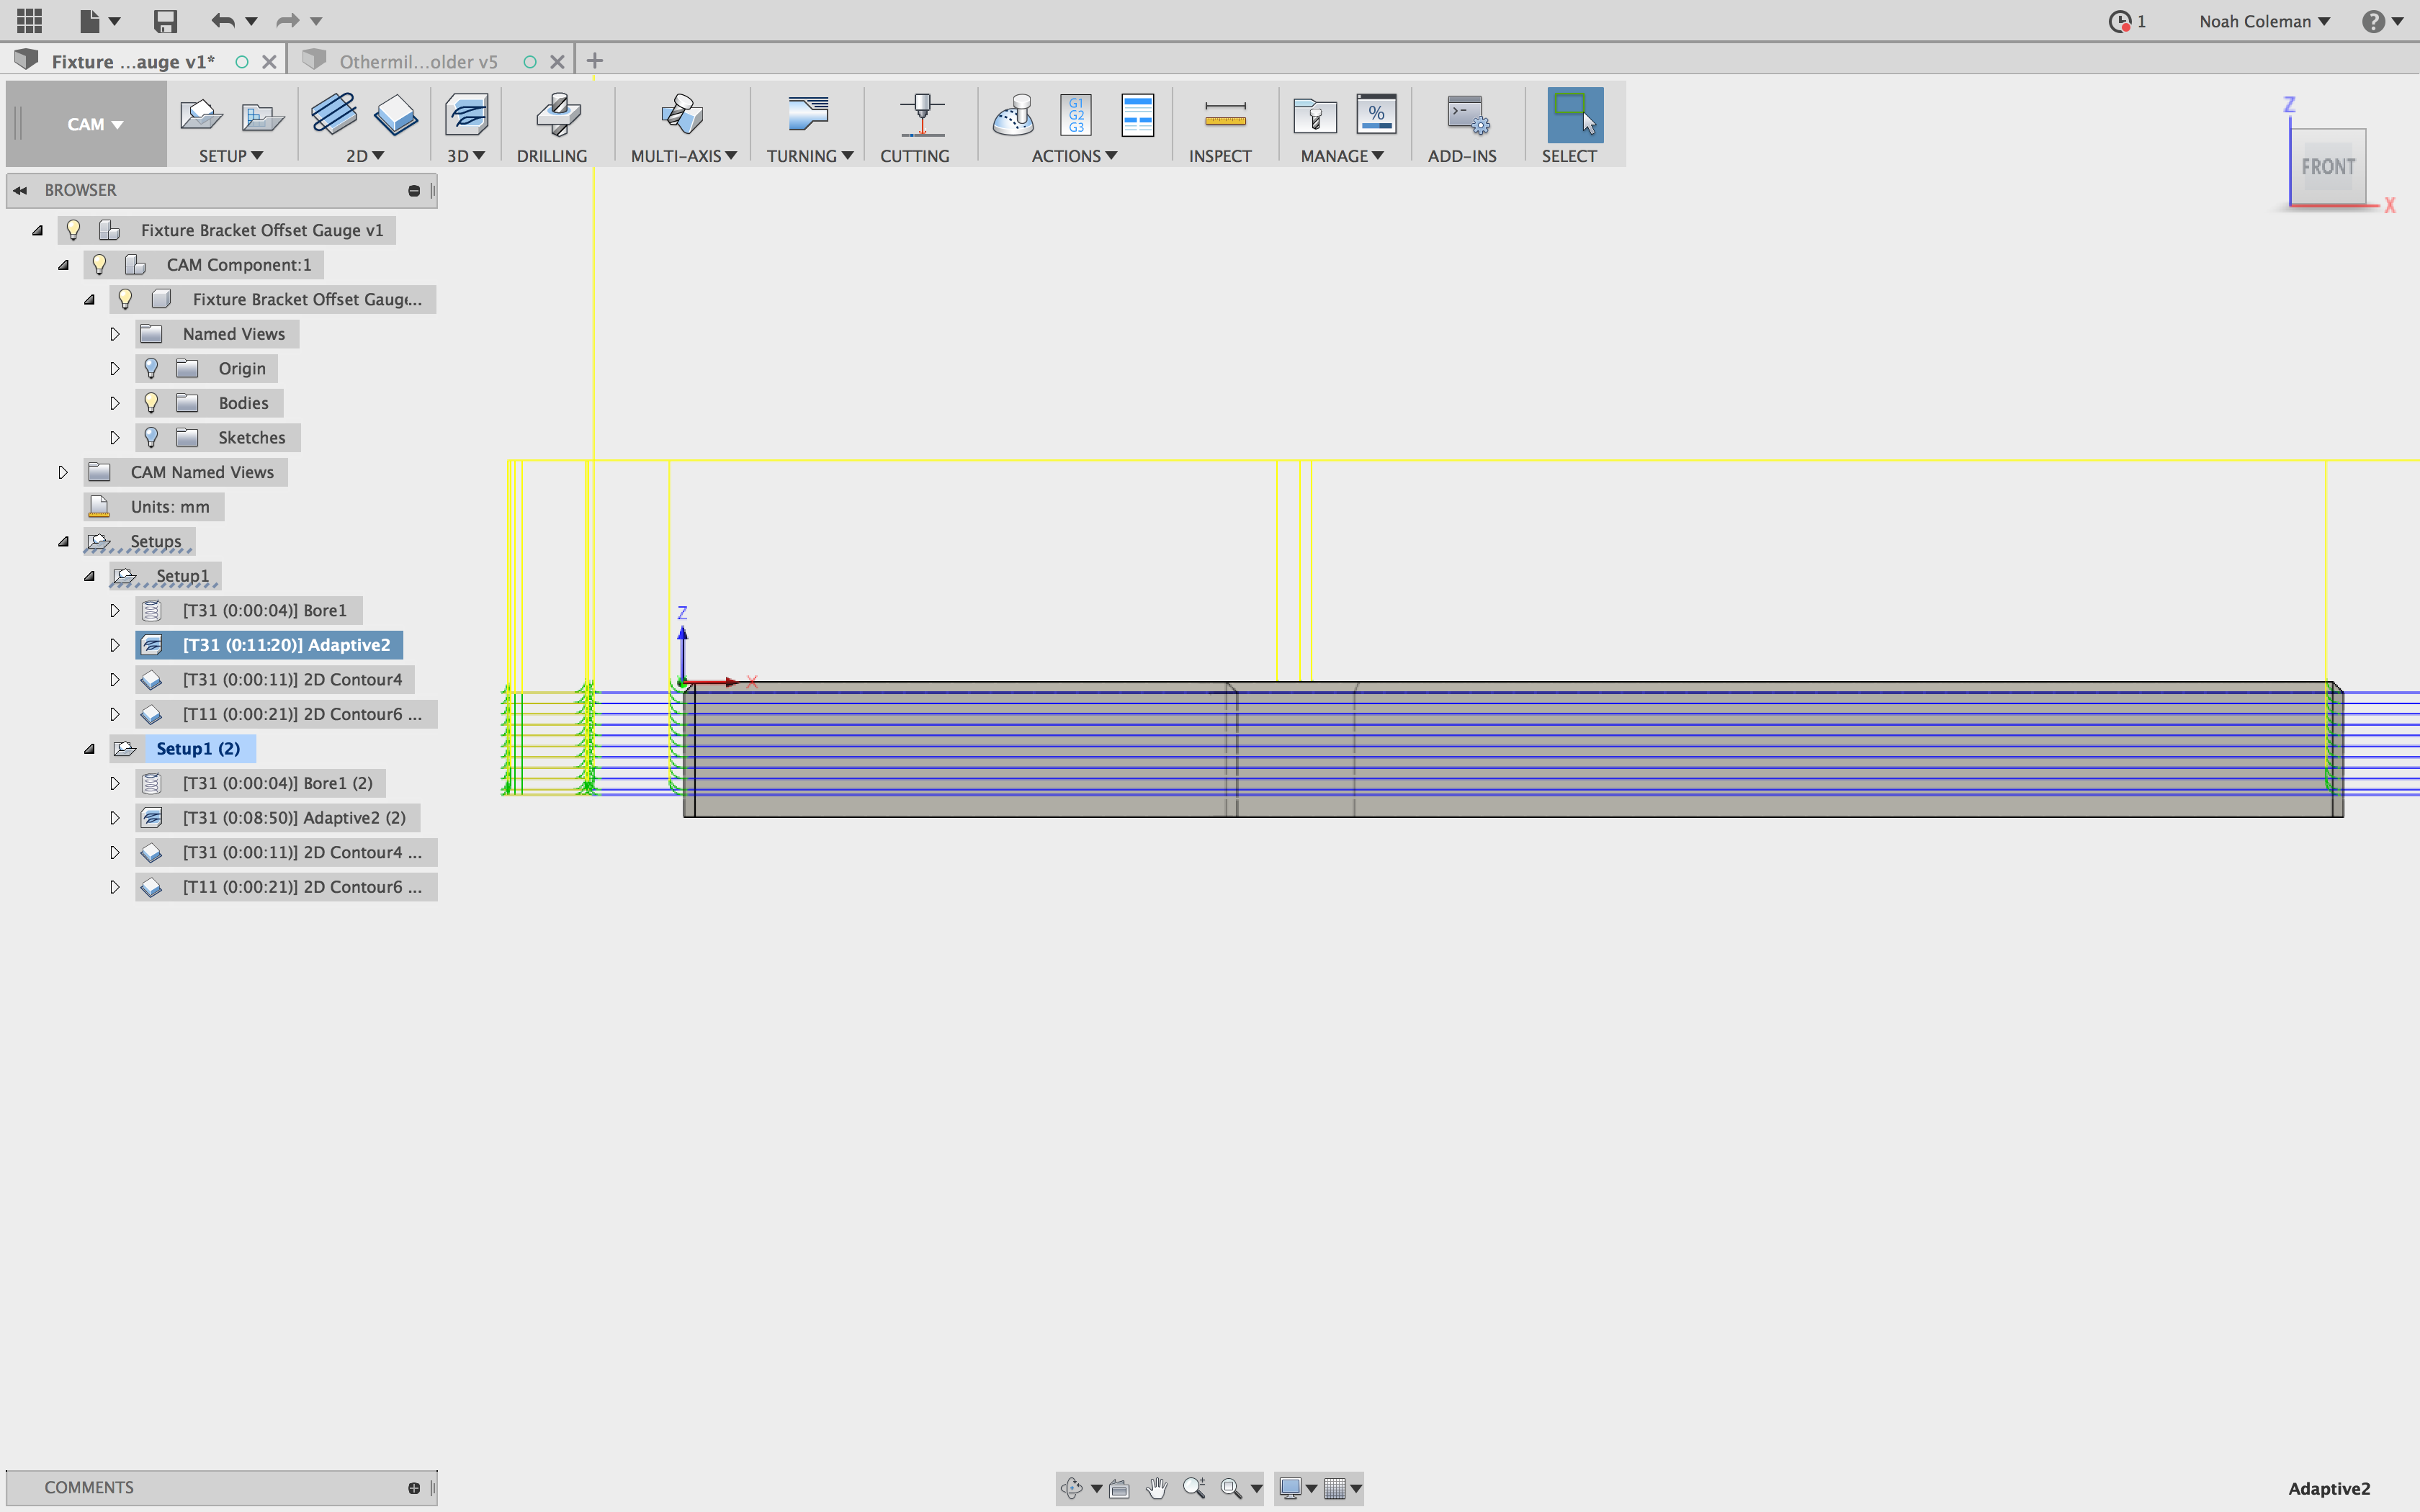 1
Noah Coleman
?
Fixture ...auge v1*
Othermil...older v5
CAM
SETUP
2D
3D
DRILLING
MULTI-AXIS
TURNING
CUTTING
G1
G2
G3
ACTIONS
INSPECT
%
MANAGE
ADD-INS
SELECT
Z
FRONT
X
BROWSER
Fixture Bracket Offset Gauge v1
CAM Component:1
Fixture Bracket Offset Gaug...
Named Views
Origin
Bodies
Sketches
CAM Named Views
Units: mm
Setups
Setup1
[T31 (0:00:04)] Bore1
[T31 (0:11:20)] Adaptive2
[T31 (0:00:11)] 2D Contour4
[T11 (0:00:21)] 2D Contour6 ...
Setup1 (2)
[T31 (0:00:04)] Bore1 (2)
[T31 (0:08:50)] Adaptive2 (2)
[T31 (0:00:11)] 2D Contour4 ...
[T11 (0:00:21)] 2D Contour6 ...
Z
X
COMMENTS
Adaptive2